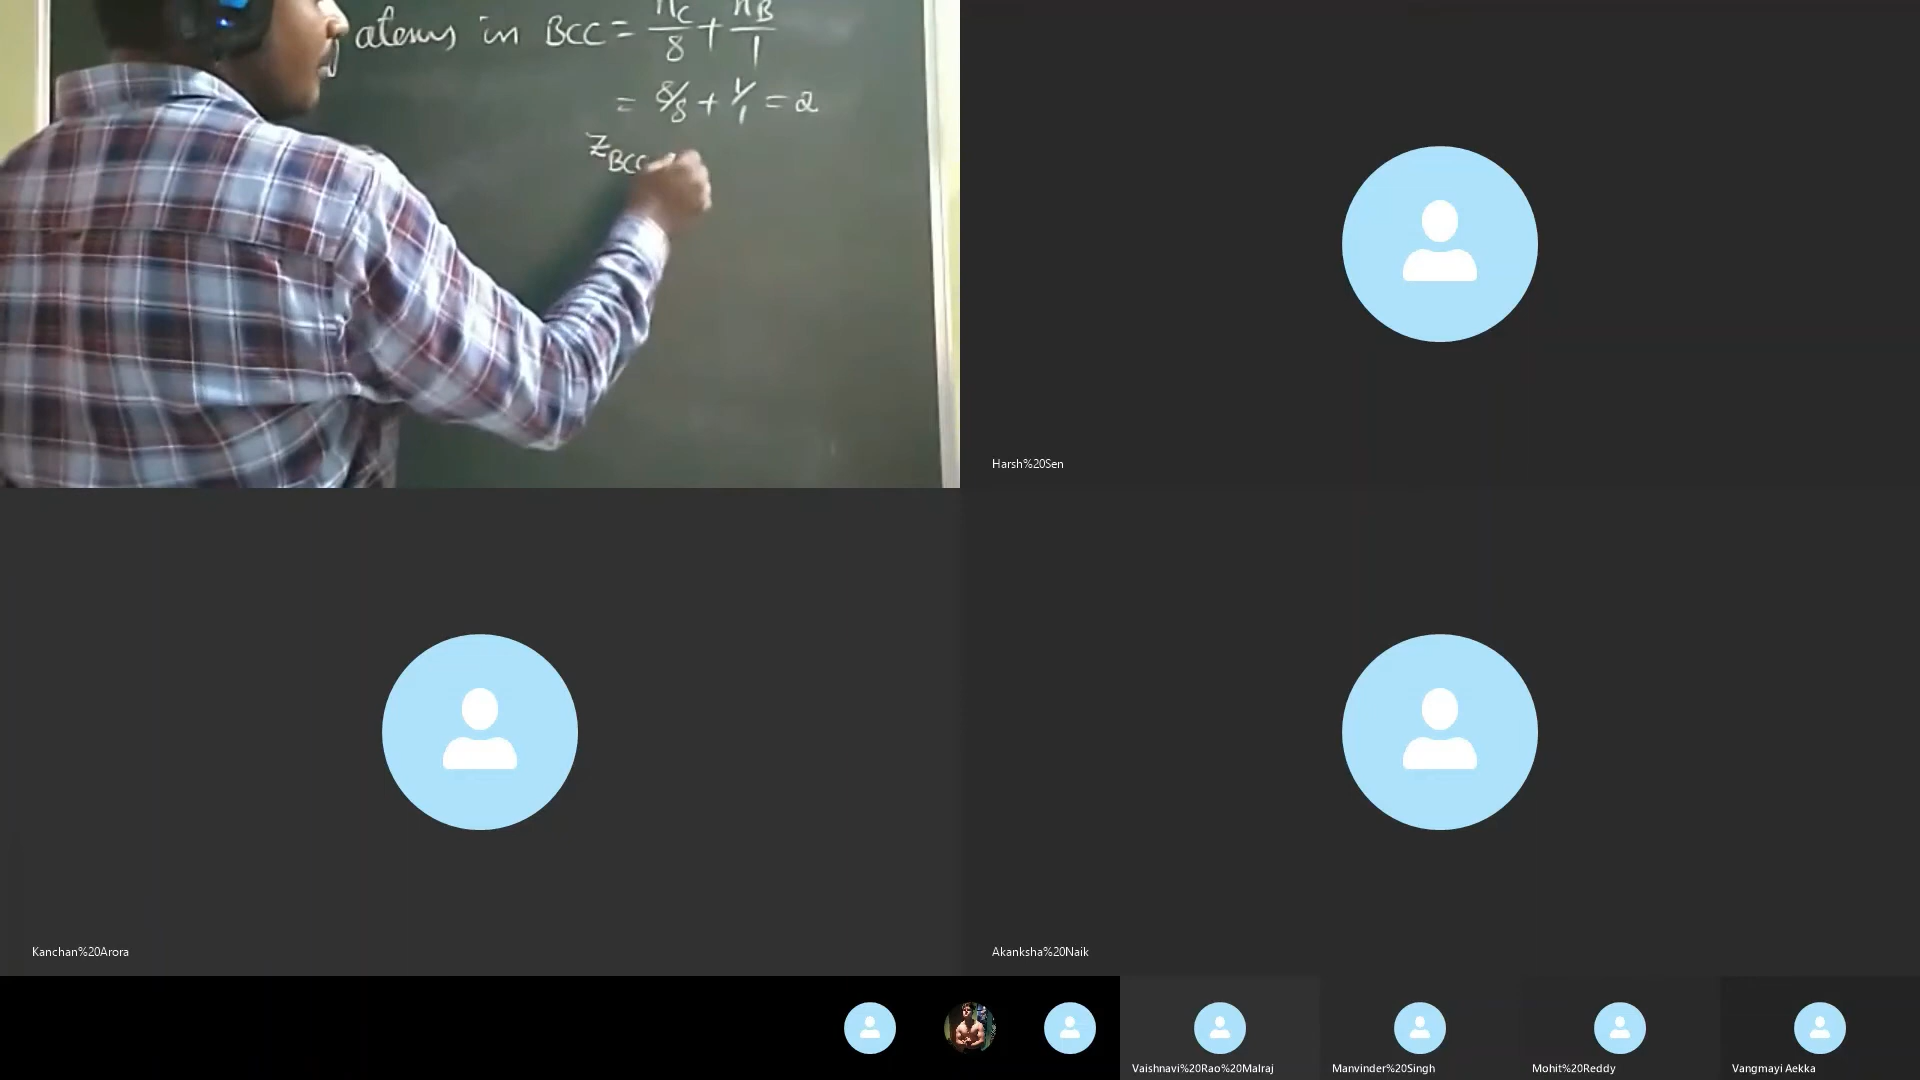 atoms in BCC = nC/8 + nB/1
= 8/8 + 1/1 = 2
ZBCC
Harsh%20Sen
Kanchan%20Arora
Akanksha%20Naik
Vaishnavi%20Rao%20Malraj
Manvinder%20Singh
Mohit%20Reddy
Vangmayi Aekka